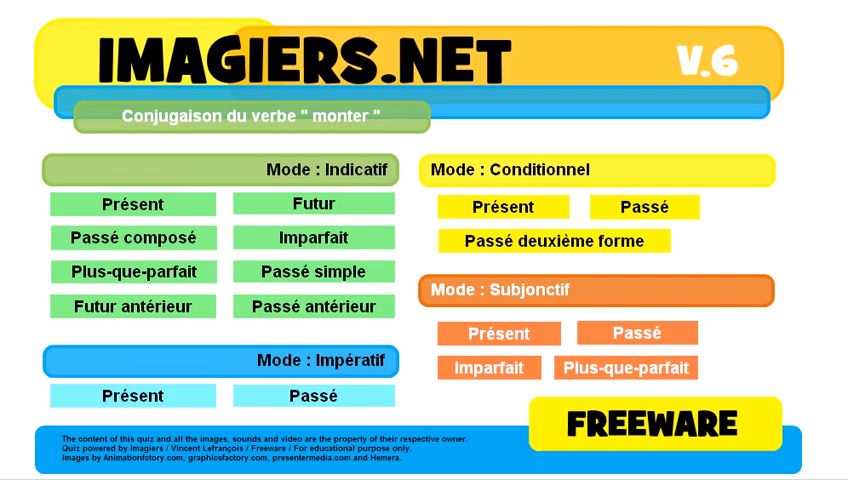 IMAGIERS.NET
V.6
Conjugaison du verbe " monter "
Mode : Indicatif
Présent
Futur
Passé composé
Imparfait
Plus-que-parfait
Passé simple
Futur antérieur
Passé antérieur
Mode : Impératif
Présent
Passé
Mode : Conditionnel
Présent
Passé
Passé deuxième forme
Mode : Subjonctif
Présent
Passé
Imparfait
Plus-que-parfait
FREEWARE
The content of this quiz and all the images, sounds and video are the property of their respective owner.
Quiz powered by Imagiers / Vincent Lefrançois / Freeware / For educational purpose only.
Images by Animationfctory.com, graphicsfactory.com, presentermedia.com and Hemera.